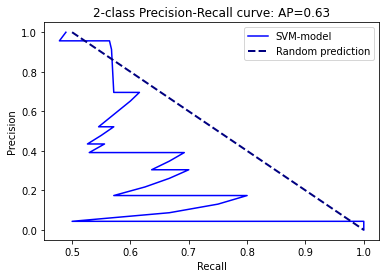 2-class Precision-Recall curve: AP=0.63
SVM-model
Random prediction
Precision
1.0
0.8
0.6
0.4
0.2
0.0
0.5 0.6 0.7 0.8 0.9 1.0
Recall